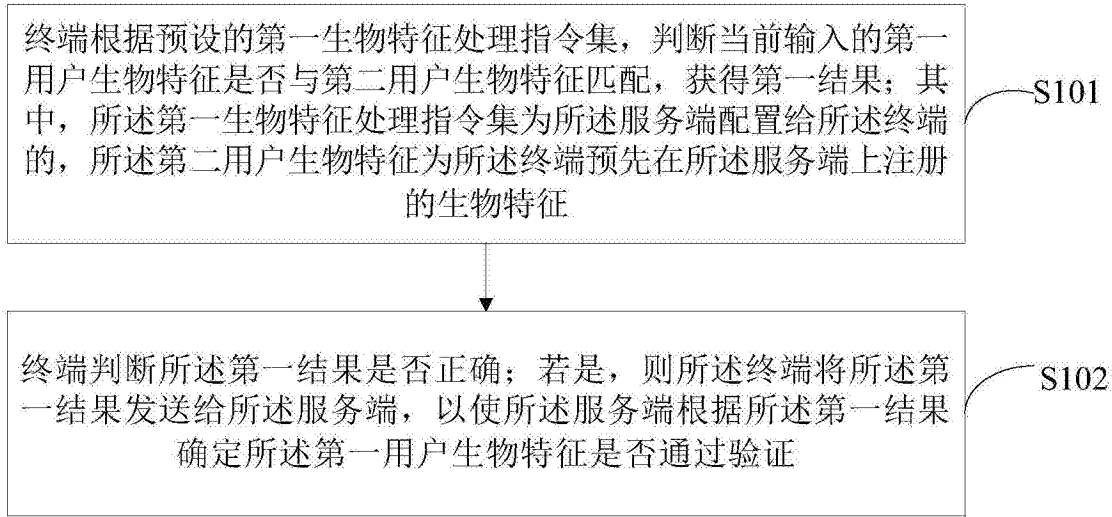 终端根据预设的第一生物特征处理指令集，判断当前输入的第一
用户生物特征是否与第二用户生物特征匹配，获得第一结果；其
中，所述第一生物特征处理指令集为所述服务端配置给所述终端
的，所述第二用户生物特征为所述终端预先在所述服务端上注册
的生物特征
S101
终端判断所述第一结果是否正确；若是，则所述终端将所述第
一结果发送给所述服务端，以使所述服务端根据所述第一结果
确定所述第一用户生物特征是否通过验证
S102